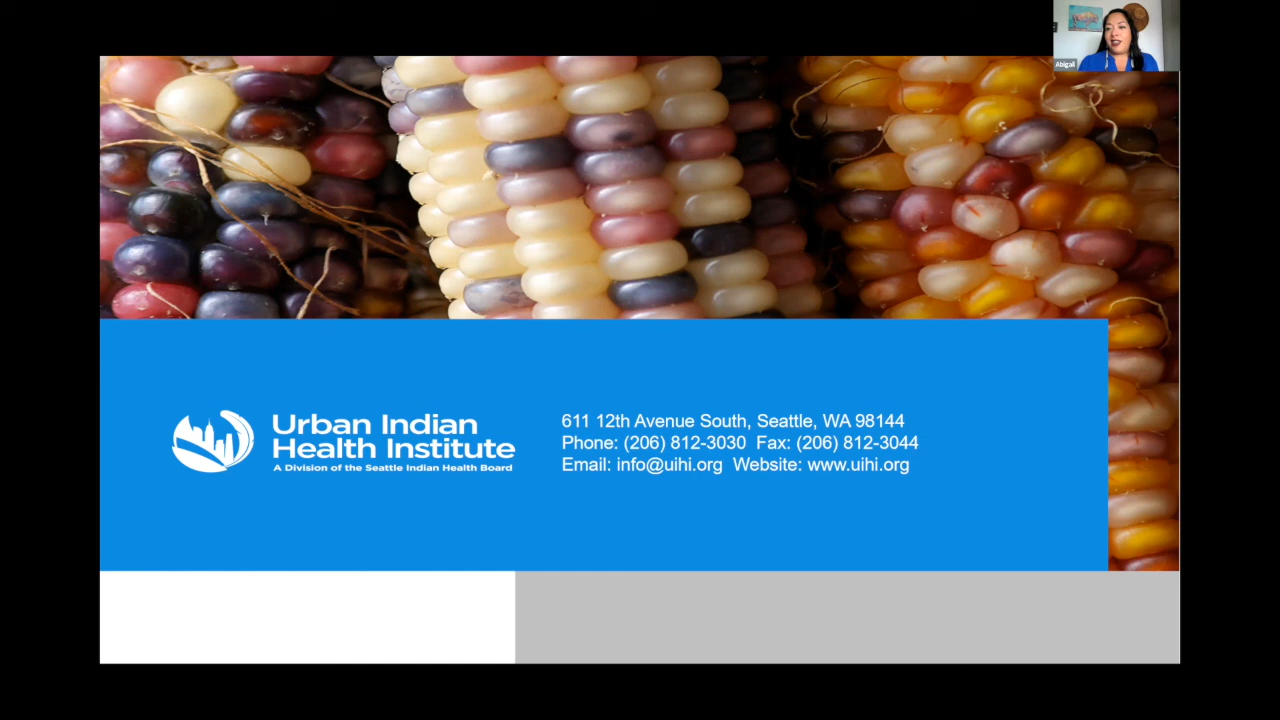 Abigail
Urban Indian
Health Institute
A Division of the Seattle Indian Health Board
611 12th Avenue South, Seattle, WA 98144
Phone: (206) 812-3030 Fax: (206) 812-3044
Email: info@uihi.org Website: www.uihi.org